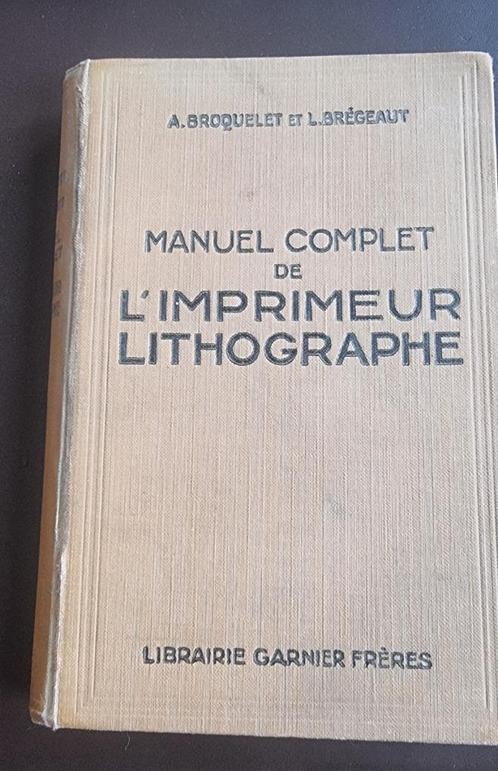 A. BROQUELET ET L. BRÉGEAUT
MANUEL COMPLET
DE
L'IMPRIMEUR
LITHOGRAPHE
LIBRAIRIE GARNIER FRÈRES